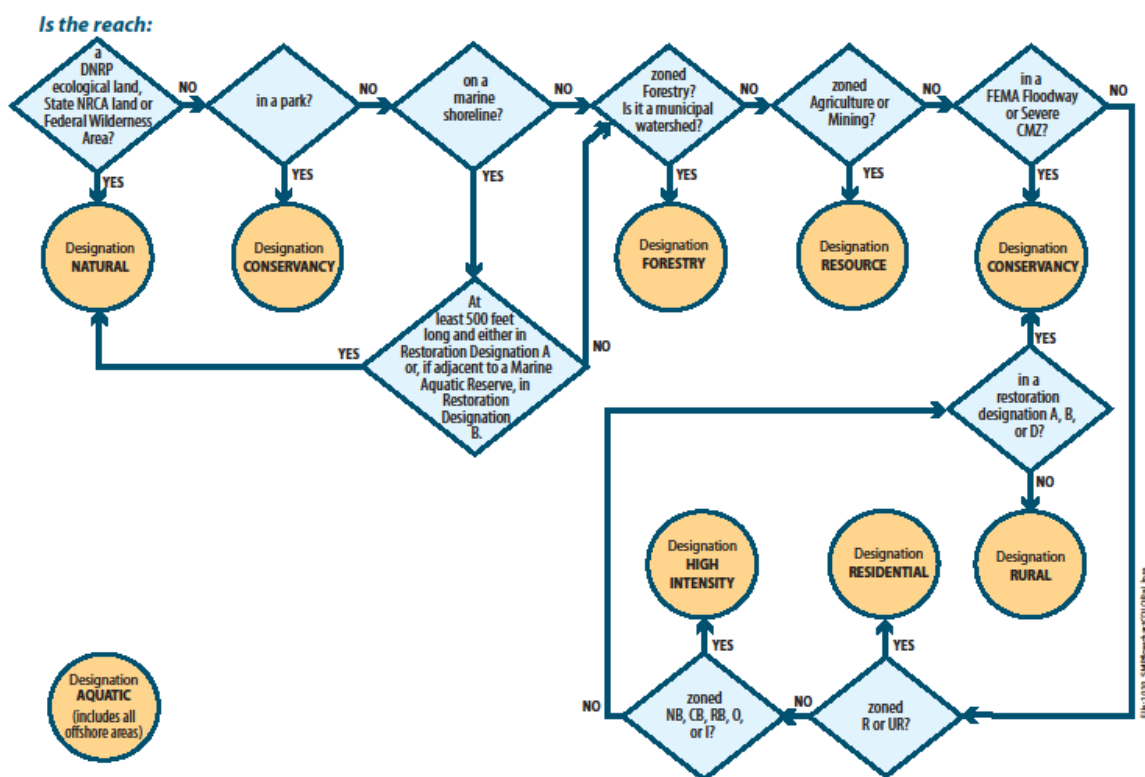 Is the reach:
a
DNRP
ecological land,
State NRCA land or
Federal Wilderness
Area?
NO
in a park?
NO
on a
marine
shoreline?
NO
zoned
Forestry?
Is it a municipal
watershed?
NO
zoned
Agriculture or
Mining?
NO
in a
FEMA Floodway
or Severe
CMZ?
NO
YES
YES
YES
YES
YES
YES
Designation
NATURAL
Designation
CONSERVANCY
Designation
FORESTRY
Designation
RESOURCE
Designation
CONSERVANCY
At
least 500 feet
long and either in
Restoration Designation A
or, if adjacent to a Marine
Aquatic Reserve, in
Restoration
Designation
B.
YES
NO
YES
in a
restoration
designation A, B,
or D?
NO
Designation
HIGH
INTENSITY
Designation
RESIDENTIAL
Designation
RURAL
YES
YES
zoned
NB, CB, RB, O,
or I?
NO
NO
zoned
R or UR?
Designation
AQUATIC
(includes all
offshore areas)